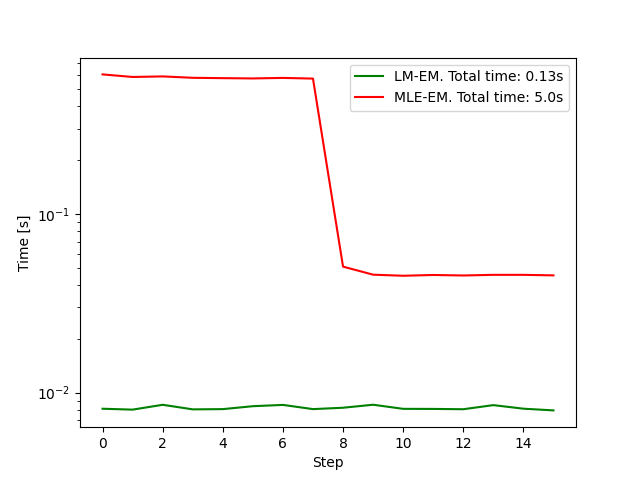 LM-EM. Total time: 0.13s
MLE-EM. Total time: 5.0s
Time [s]
10⁻¹
10⁻²
0 2 4 6 8 10 12 14
Step